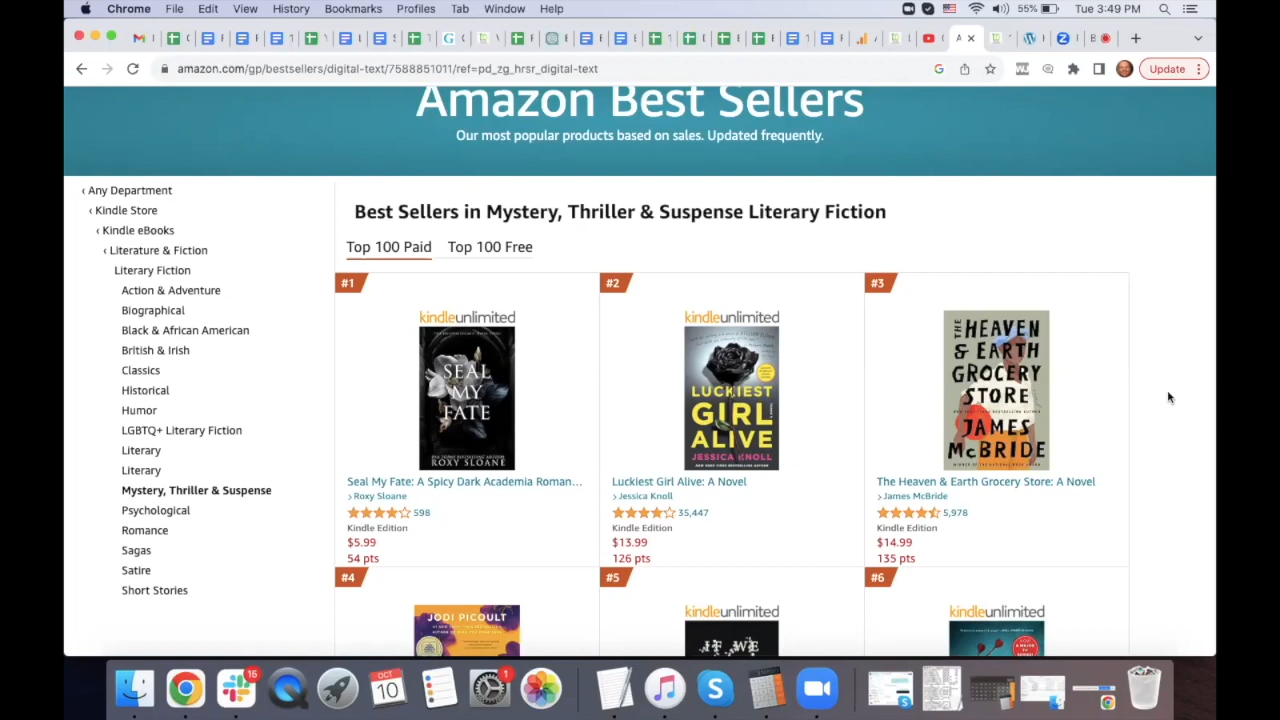 Chrome File Edit View History Bookmarks Profiles Tab Window Help 55% Tue 3:49 PM
amazon.com/gp/bestsellers/digital-text/7588851011/ref=pd_zg_hrsr_digital-text Update
Amazon Best Sellers
Our most popular products based on sales. Updated frequently.
‹ Any Department
‹ Kindle Store
‹ Kindle eBooks
‹ Literature & Fiction
Literary Fiction
Action & Adventure
Biographical
Black & African American
British & Irish
Classics
Historical
Humor
LGBTQ+ Literary Fiction
Literary
Literary
Mystery, Thriller & Suspense
Psychological
Romance
Sagas
Satire
Short Stories
Best Sellers in Mystery, Thriller & Suspense Literary Fiction
Top 100 Paid Top 100 Free
#1
kindleunlimited
SEAL
MY
FATE
ROXY SLOANE
Seal My Fate: A Spicy Dark Academia Roman...
› Roxy Sloane
598
Kindle Edition
$5.99
54 pts
#2
kindleunlimited
LUCKIEST
GIRL
ALIVE
JESSICA KNOLL
Luckiest Girl Alive: A Novel
› Jessica Knoll
35,447
Kindle Edition
$13.99
126 pts
#3
THE HEAVEN
& EARTH
GROCERY
STORE
JAMES
McBRIDE
The Heaven & Earth Grocery Store: A Novel
› James McBride
5,978
Kindle Edition
$14.99
135 pts
#4
JODI PICOULT
#5
kindleunlimited
IF WE
#6
kindleunlimited
15
OCT
10
1